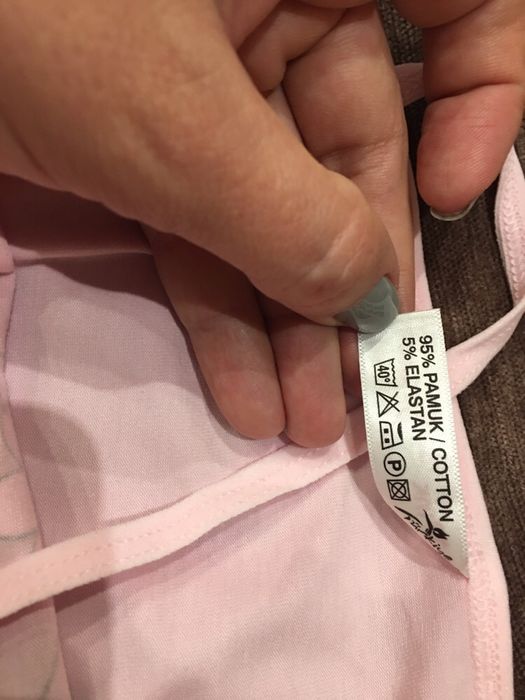 95% PAMUK / COTTON
5% ELASTAN
40°
P